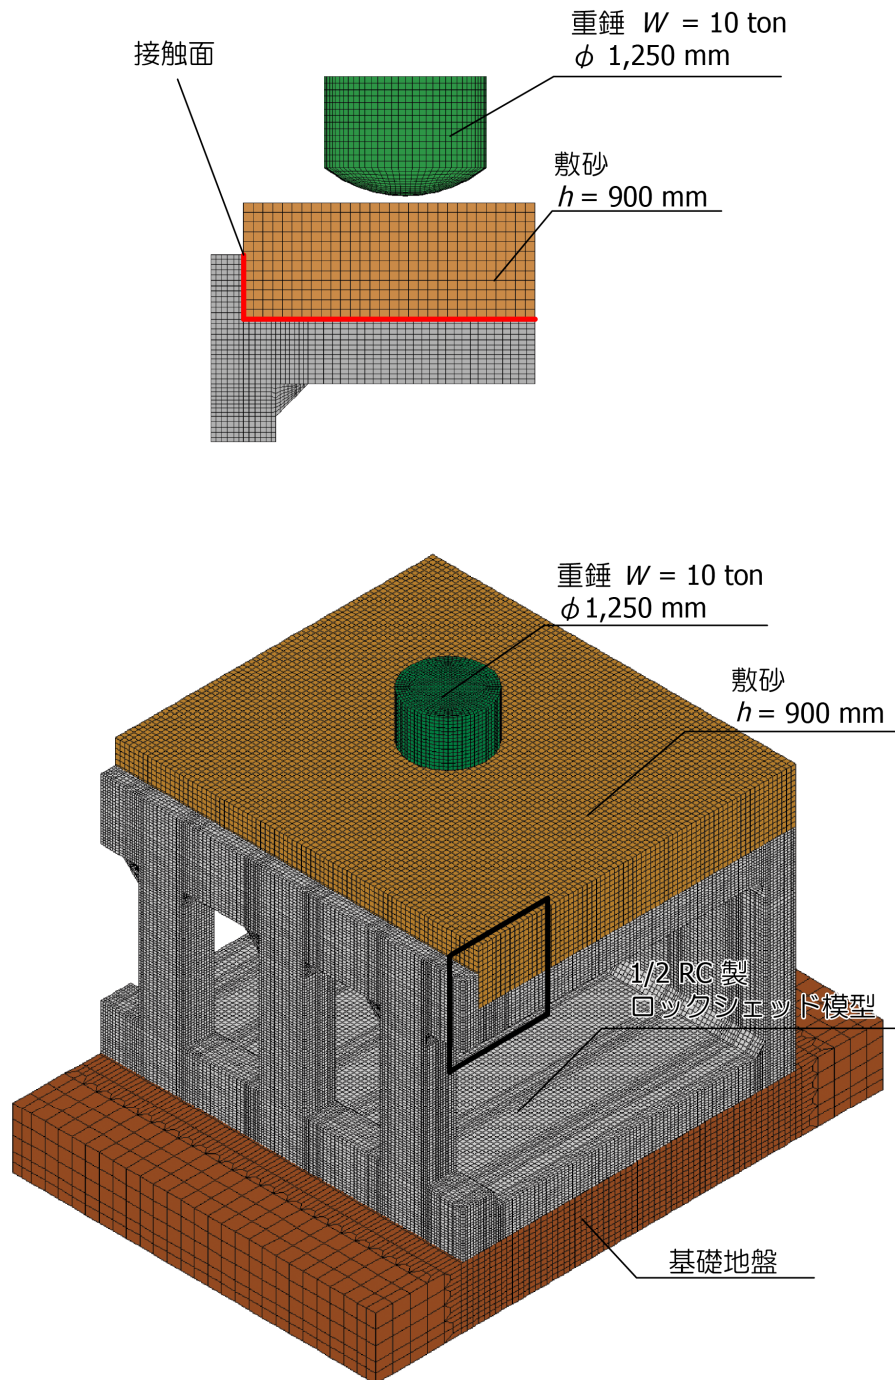 重錘 W = 10 ton
φ 1,250 mm
接触面
敷砂
h = 900 mm
重錘 W = 10 ton
φ1,250 mm
敷砂
h = 900 mm
1/2 RC 製
ロックシェッド模型
基礎地盤